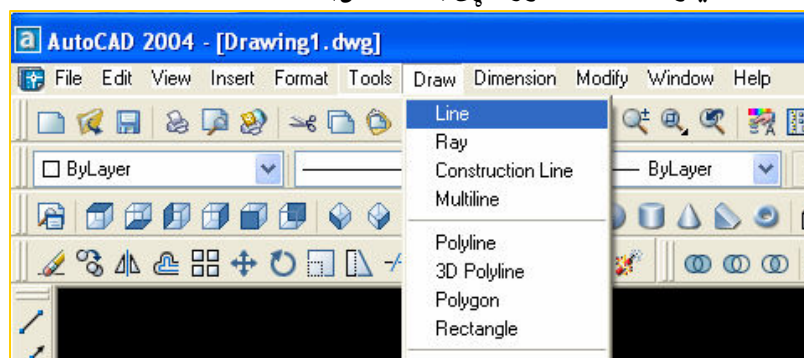 AutoCAD 2004 - [Drawing1.dwg]
File Edit View Insert Format Tools Draw Dimension Modify Window Help
Line
Ray
ByLayer
Construction Line
ByLayer
Multiline
Polyline
3D Polyline
Polygon
Rectangle